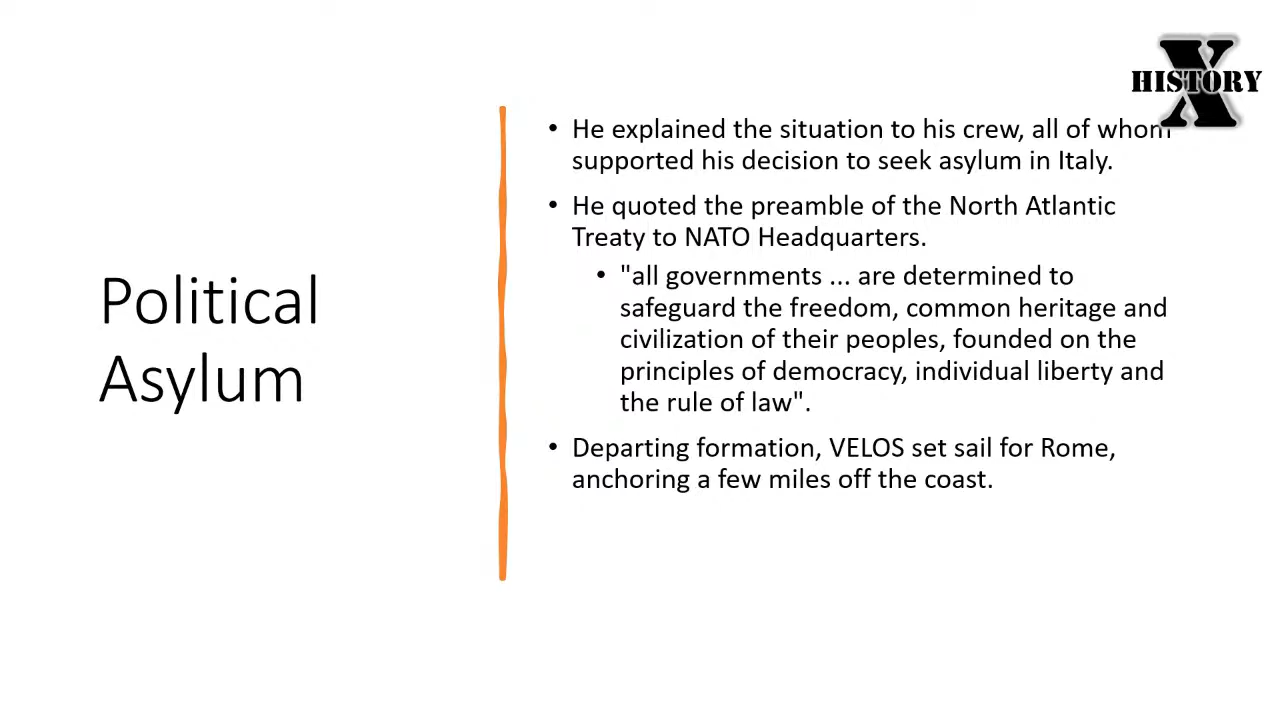 HISTORY
X
Political
Asylum
• He explained the situation to his crew, all of whom
supported his decision to seek asylum in Italy.
• He quoted the preamble of the North Atlantic
Treaty to NATO Headquarters.
• "all governments ... are determined to
safeguard the freedom, common heritage and
civilization of their peoples, founded on the
principles of democracy, individual liberty and
the rule of law".
• Departing formation, VELOS set sail for Rome,
anchoring a few miles off the coast.